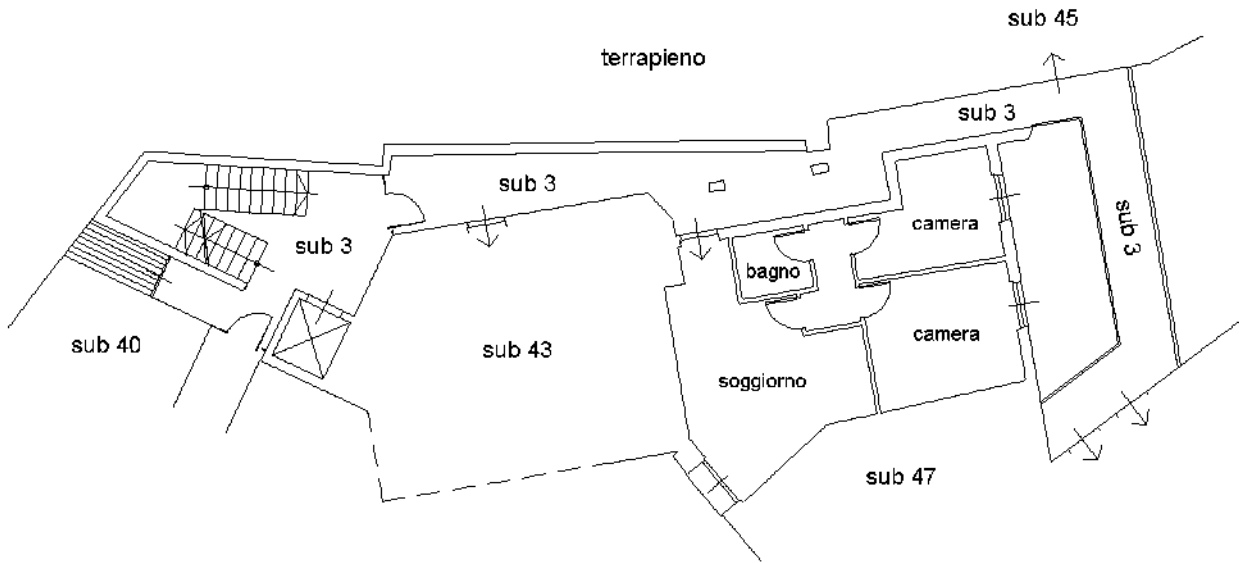 sub 45
terrapieno
sub 3
sub 3
sub 3
camera
sub 3
bagno
sub 40
sub 43
camera
soggiorno
sub 47